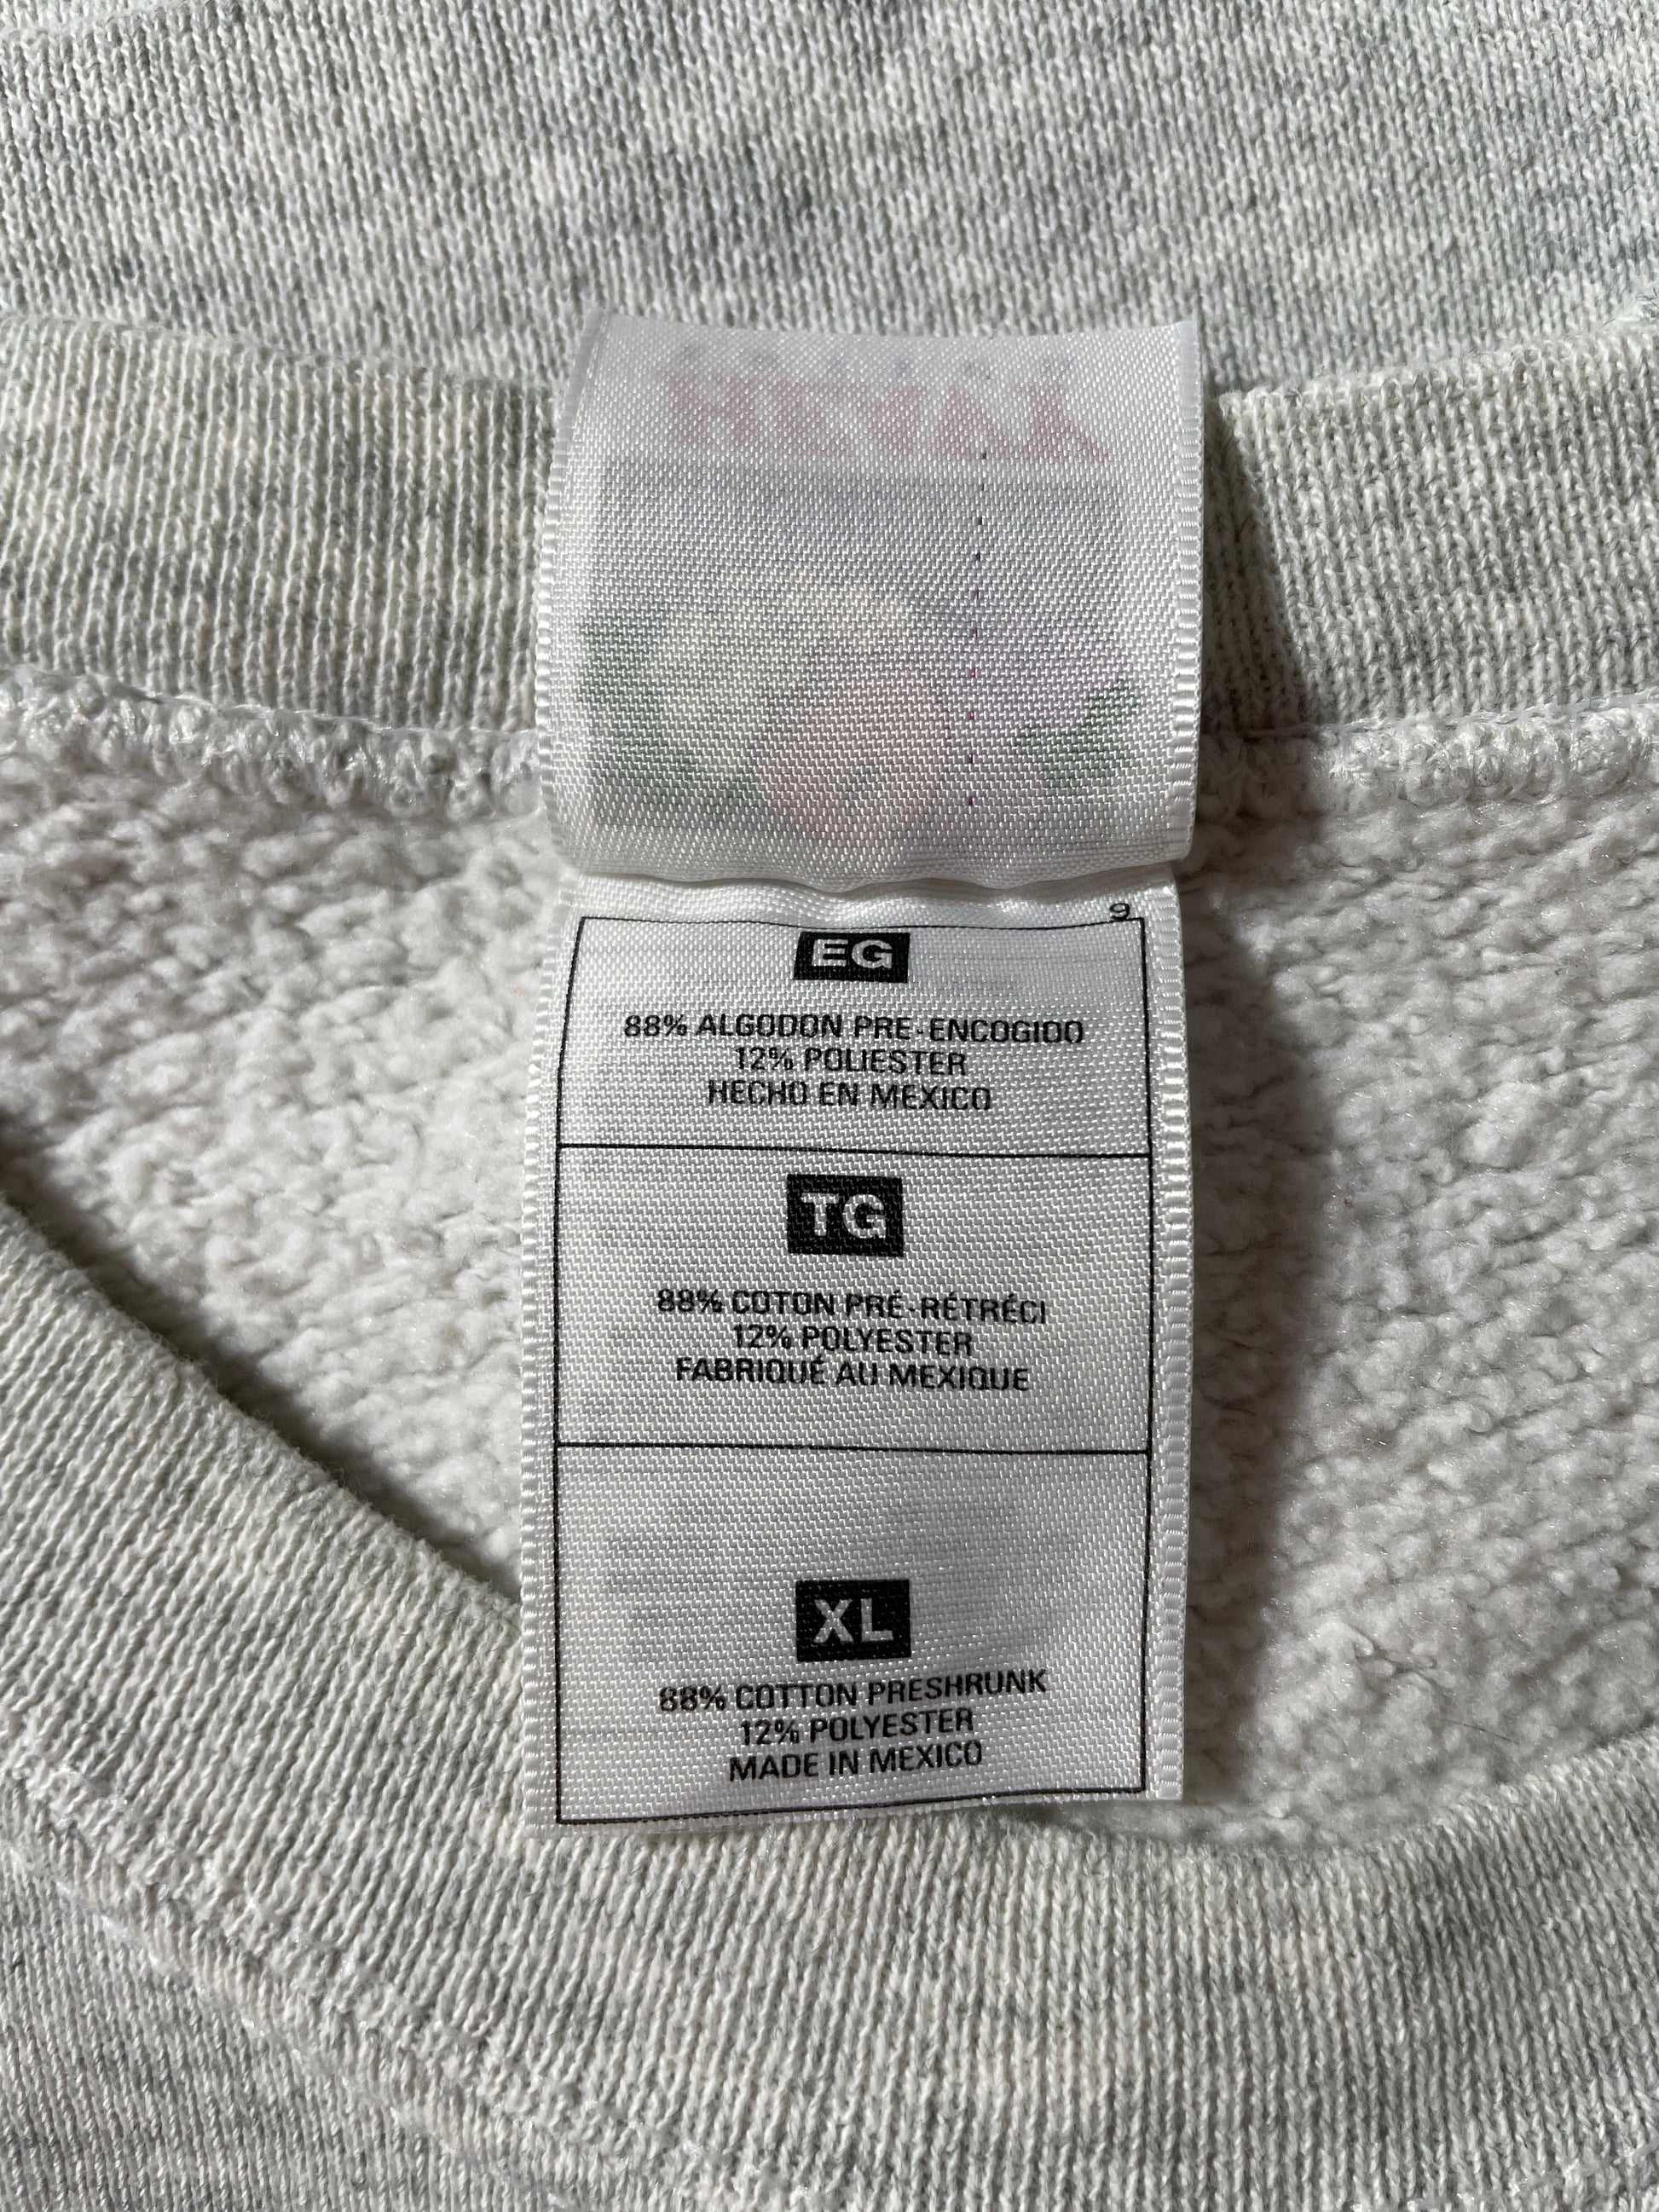 9
EG
88% ALGODON PRE-ENCOGIDO
12% POLIESTER
HECHO EN MEXICO
TG
88% COTON PRÉ-RÉTRÉCI
12% POLYESTER
FABRIQUÉ AU MEXIQUE
XL
88% COTTON PRESHRUNK
12% POLYESTER
MADE IN MEXICO